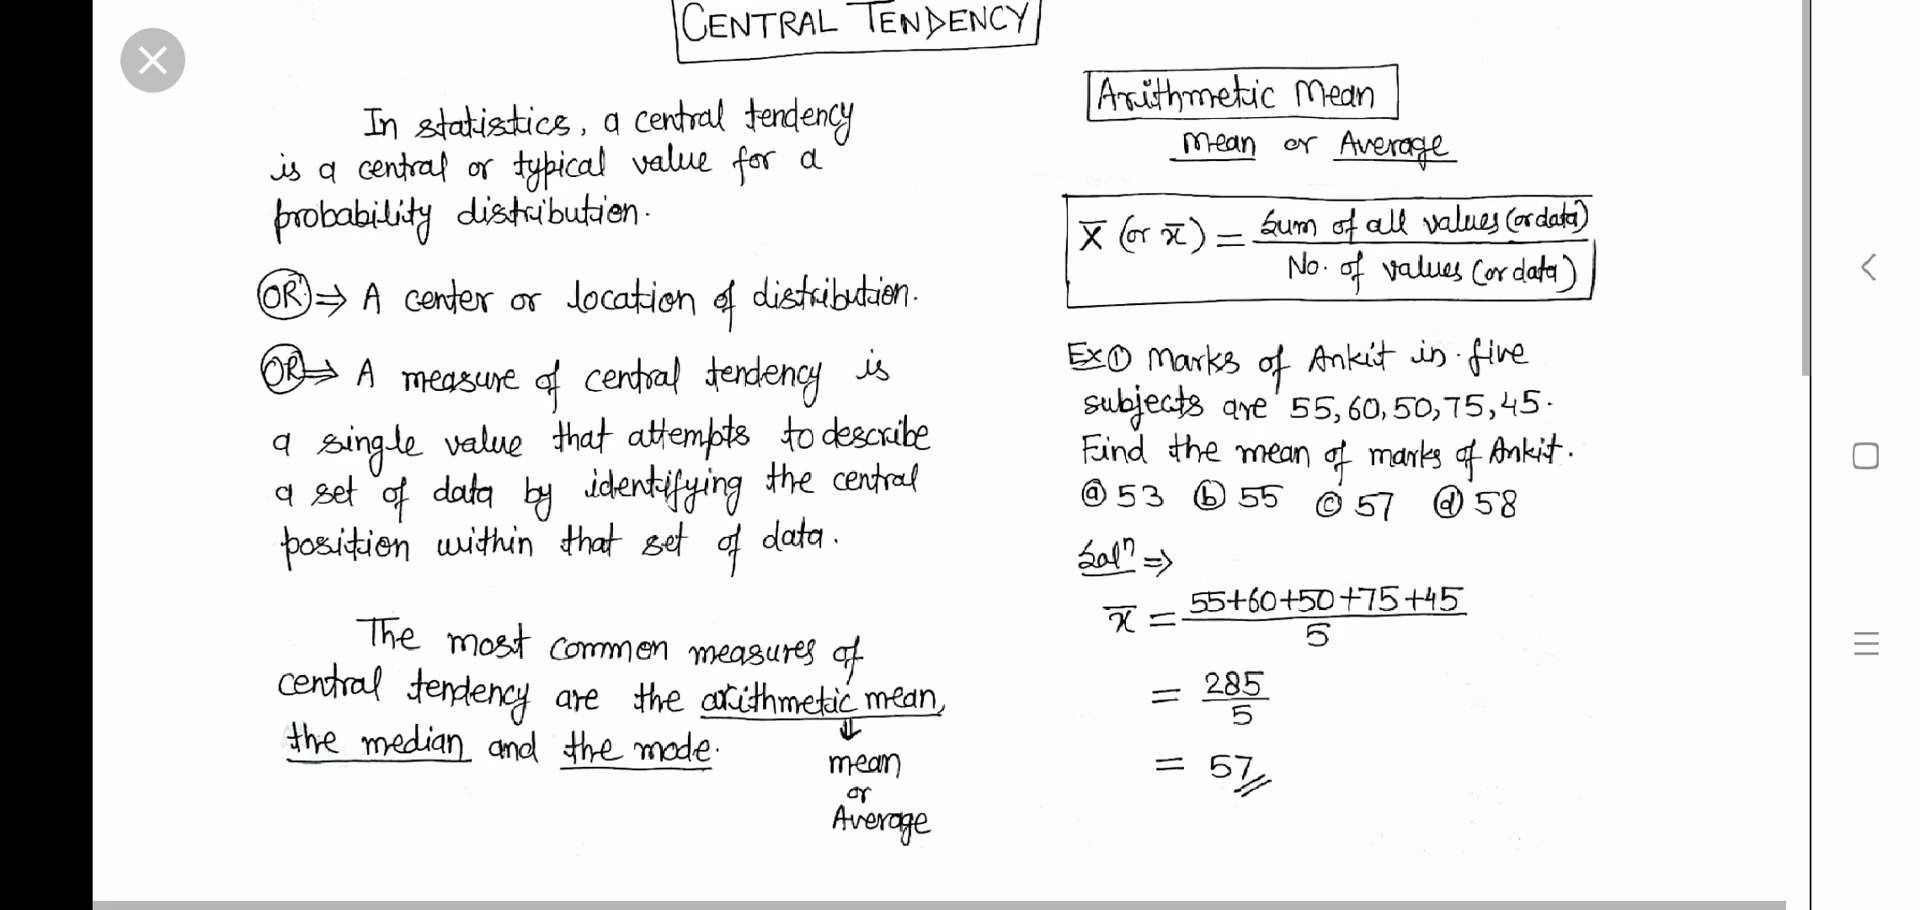 CENTRAL TENDENCY
In statistics, a central tendency
is a central or typical value for a
probability distribution.
OR ⇒ A center or location of distribution.
OR ⇒ A measure of central tendency is
a single value that attempts to describe
a set of data by identifying the central
position within that set of data.
The most common measures of
central tendency are the arithmetic mean,
the median and the mode.
↓
mean
or
Average
Arithmetic Mean
Mean or Average
X̄ (or x̄) = Sum of all values (or data)
No. of values (or data)
Ex ① Marks of Ankit in five
subjects are 55, 60, 50, 75, 45.
Find the mean of marks of Ankit.
ⓐ 53 ⓑ 55 ⓒ 57 ⓓ 58
Solⁿ ⇒
x̄ = 55+60+50+75+45
5
= 285
5
= 57